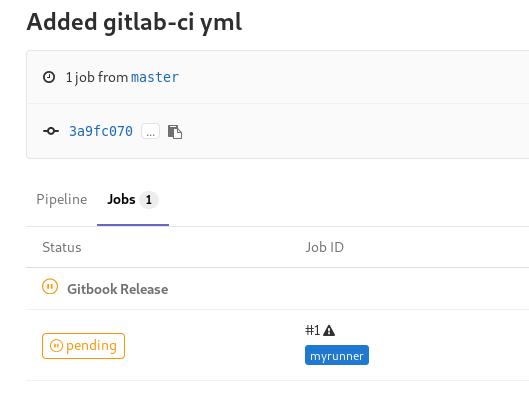 Added gitlab-ci yml
1 job from master
3a9fc070 ...
Pipeline Jobs 1
Status Job ID
Gitbook Release
#1
pending
myrunner